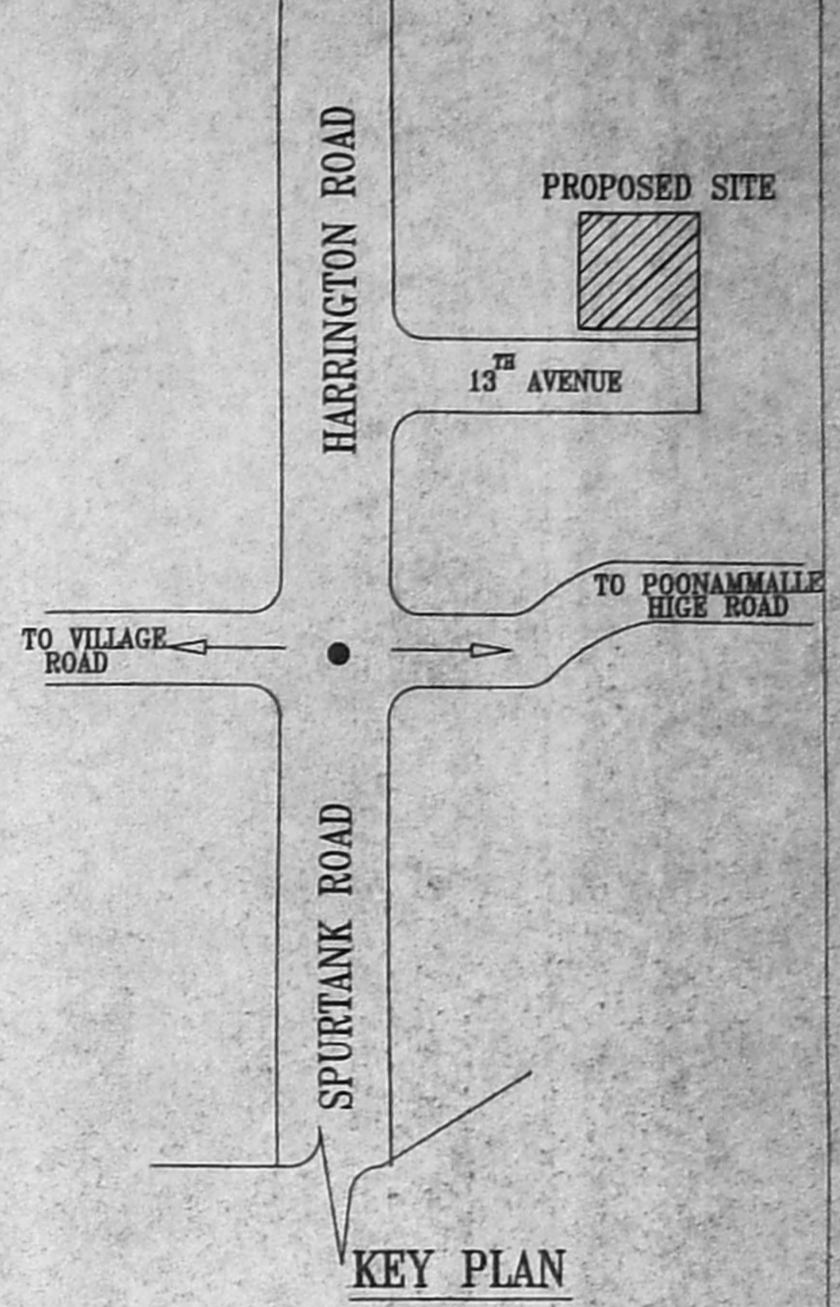 HARRINGTON ROAD
PROPOSED SITE
13TH AVENUE
TO POONAMMALLE
HIGE ROAD
TO VILLAGE
ROAD
SPURTANK ROAD
KEY PLAN